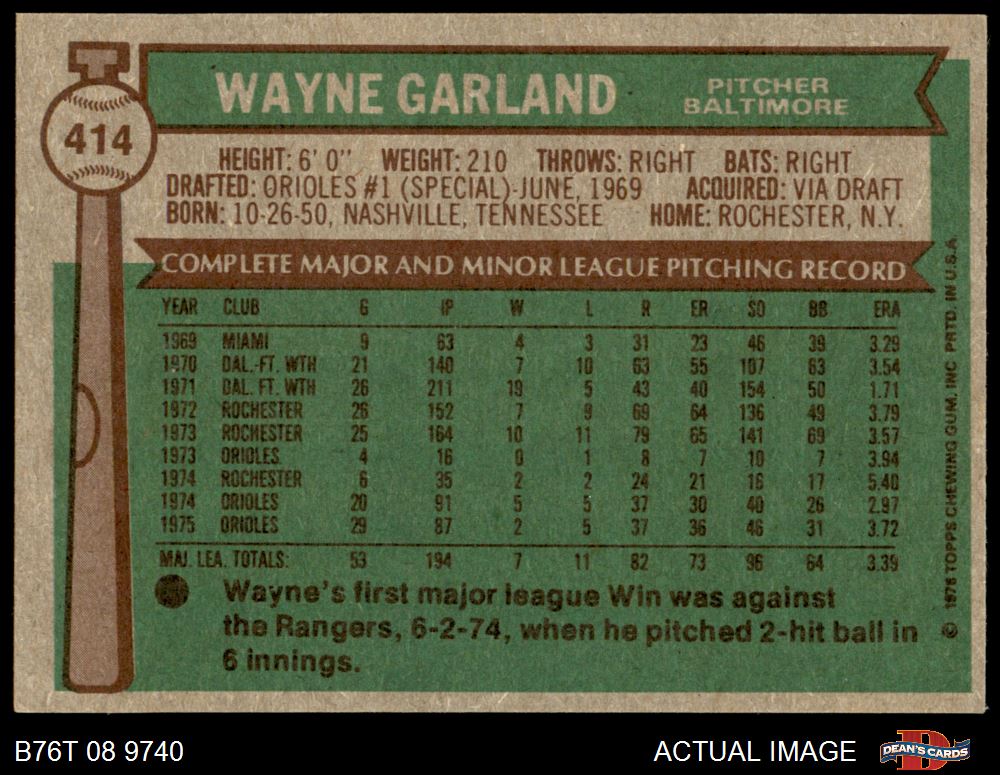 WAYNE GARLAND
PITCHER
BALTIMORE
414
HEIGHT: 6' 0" WEIGHT: 210 THROWS: RIGHT BATS: RIGHT
DRAFTED: ORIOLES #1 (SPECIAL)-JUNE, 1969 ACQUIRED: VIA DRAFT
BORN: 10-26-50, NASHVILLE, TENNESSEE HOME: ROCHESTER, N.Y.
COMPLETE MAJOR AND MINOR LEAGUE PITCHING RECORD
YEAR CLUB G IP W L R ER SO BB ERA
1969 MIAMI 9 63 4 3 31 23 46 39 3.29
1970 DAL.-FT. WTH 21 140 7 10 63 55 107 63 3.54
1971 DAL. FT. WTH 26 211 19 5 43 40 154 50 1.71
1972 ROCHESTER 26 152 7 9 69 64 136 49 3.79
1973 ROCHESTER 25 164 10 11 79 65 141 69 3.57
1973 ORIOLES 4 16 0 1 8 7 10 7 3.94
1974 ROCHESTER 6 35 2 2 24 21 16 17 5.40
1974 ORIOLES 20 91 5 5 37 30 40 26 2.97
1975 ORIOLES 29 87 2 5 37 36 46 31 3.72
MAJ. LEA. TOTALS: 53 194 7 11 82 73 96 64 3.39
Wayne's first major league Win was against
the Rangers, 6-2-74, when he pitched 2-hit ball in
6 innings.
© 1976 TOPPS CHEWING GUM, INC PRTD. IN U.S.A.
B76T 08 9740
ACTUAL IMAGE
D
DEAN'S CARDS